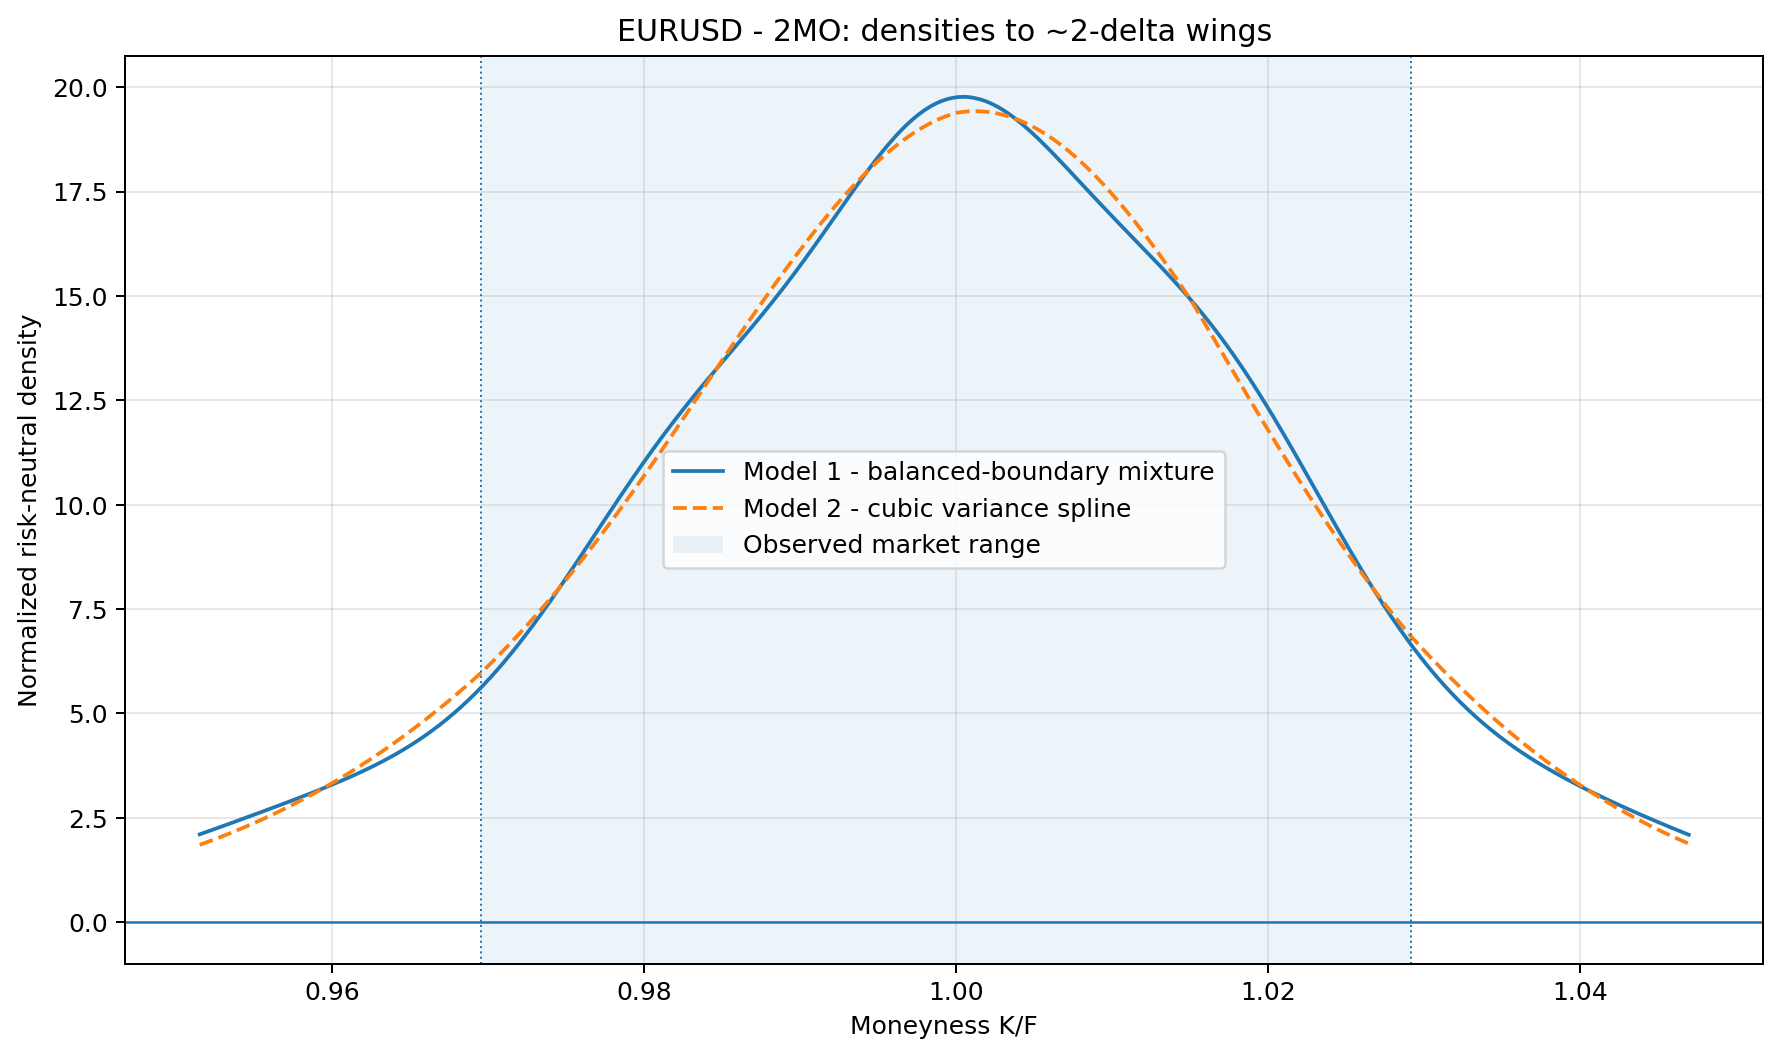 EURUSD - 2MO: densities to ~2-delta wings
20.0
17.5
15.0
12.5
10.0
7.5
5.0
2.5
0.0
Normalized risk-neutral density
Model 1 - balanced-boundary mixture
Model 2 - cubic variance spline
Observed market range
0.96 0.98 1.00 1.02 1.04
Moneyness K/F